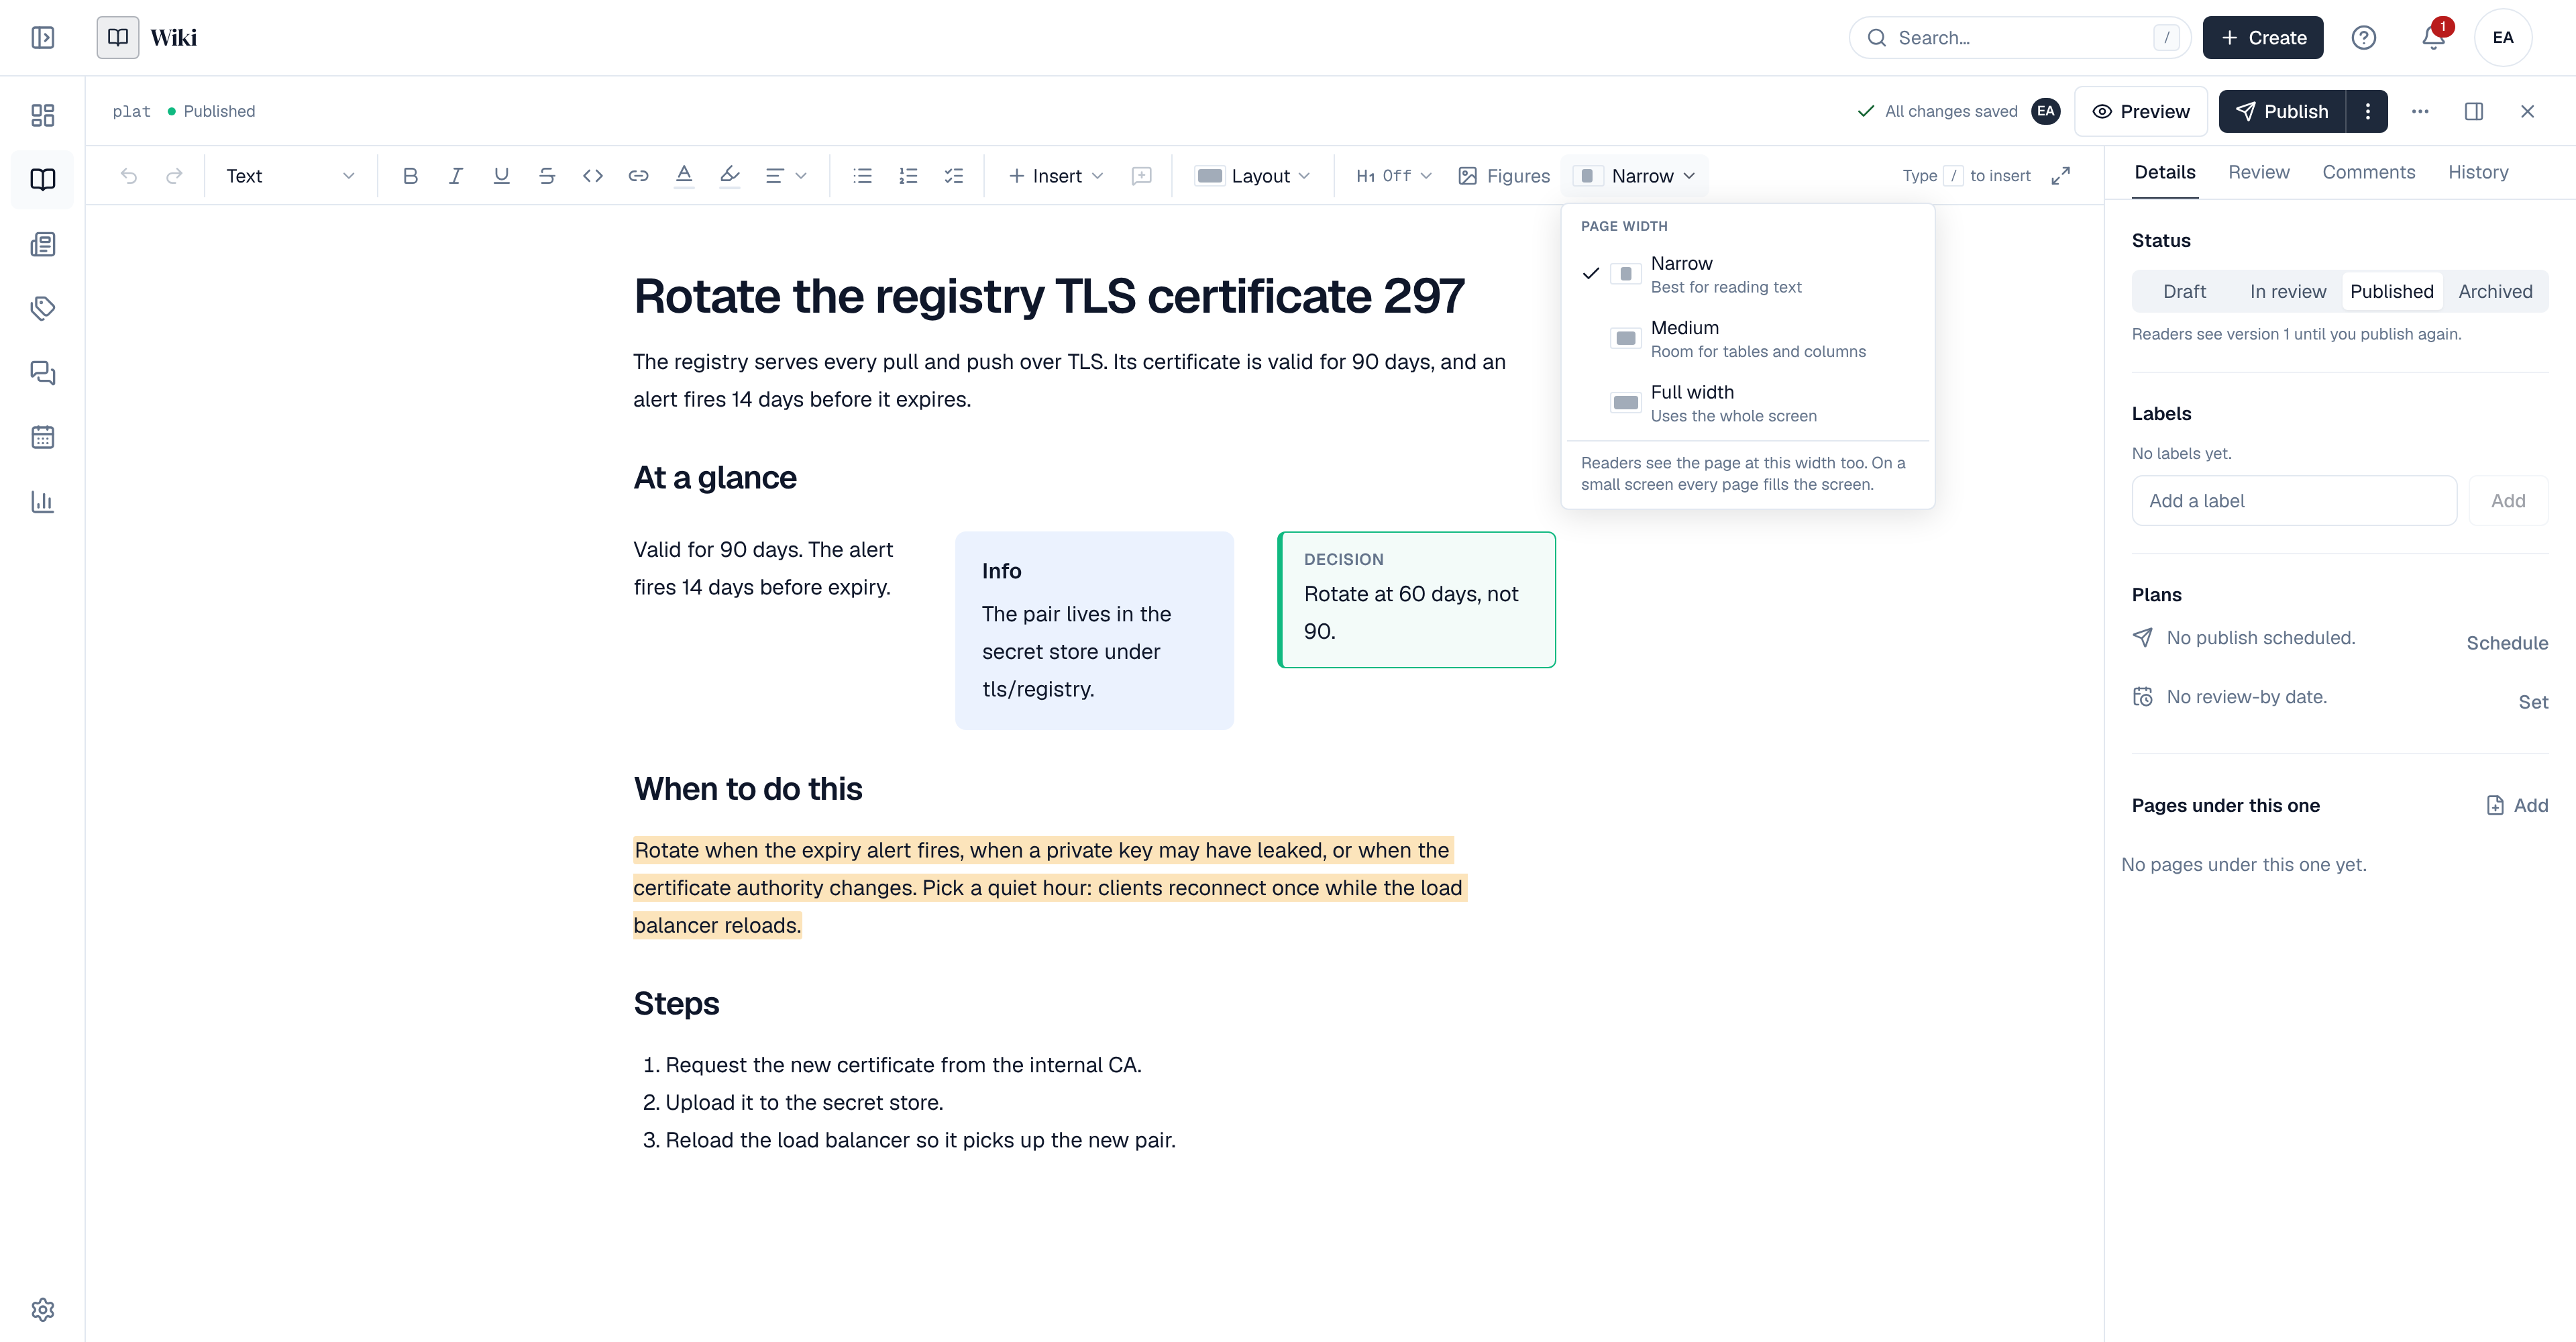 Wiki
Search...
/
Create
1
EA
plat
Published
All changes saved
EA
Preview
Publish
Text
Insert
Layout
H1 Off
Figures
Narrow
Type / to insert
Details
Review
Comments
History
PAGE WIDTH
Narrow
Best for reading text
Medium
Room for tables and columns
Full width
Uses the whole screen
Readers see the page at this width too. On a
small screen every page fills the screen.
Rotate the registry TLS certificate 297
The registry serves every pull and push over TLS. Its certificate is valid for 90 days, and an
alert fires 14 days before it expires.
At a glance
Valid for 90 days. The alert
fires 14 days before expiry.
Info
The pair lives in the
secret store under
tls/registry.
DECISION
Rotate at 60 days, not
90.
When to do this
Rotate when the expiry alert fires, when a private key may have leaked, or when the
certificate authority changes. Pick a quiet hour: clients reconnect once while the load
balancer reloads.
Steps
1. Request the new certificate from the internal CA.
2. Upload it to the secret store.
3. Reload the load balancer so it picks up the new pair.
Status
Draft
In review
Published
Archived
Readers see version 1 until you publish again.
Labels
No labels yet.
Add a label
Add
Plans
No publish scheduled.
Schedule
No review-by date.
Set
Pages under this one
Add
No pages under this one yet.